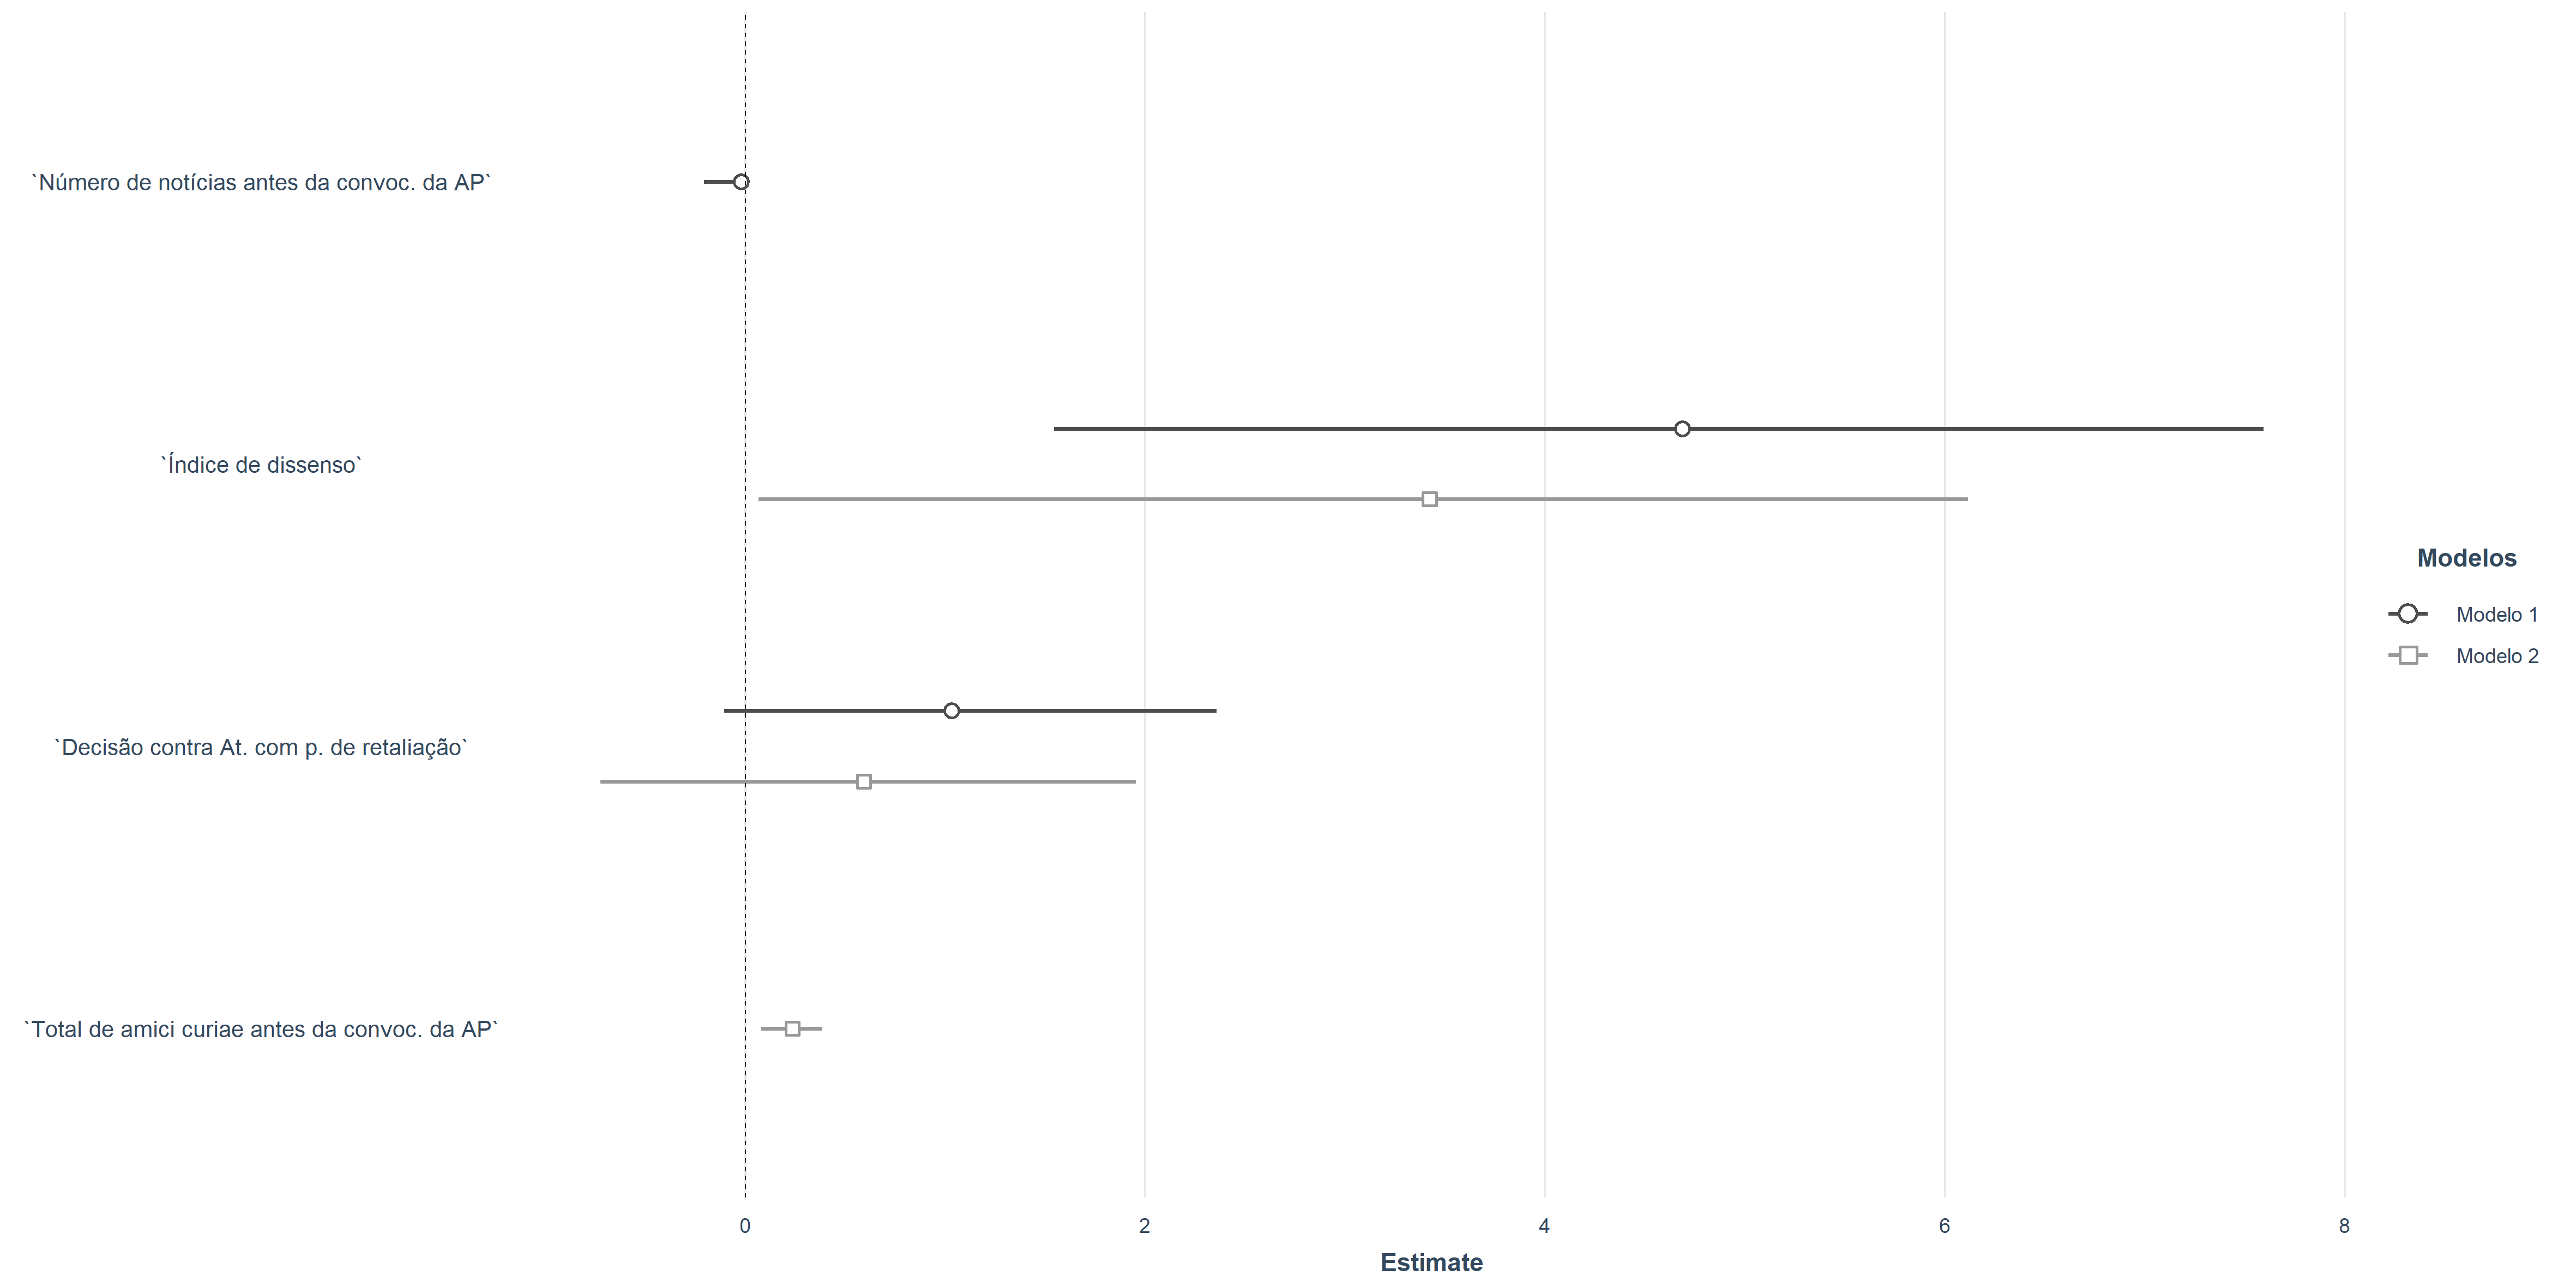 `Número de notícias antes da convoc. da AP`
`Índice de dissenso`
`Decisão contra At. com p. de retaliação`
`Total de amici curiae antes da convoc. da AP`
0 2 4 6 8
Estimate
Modelos
Modelo 1
Modelo 2